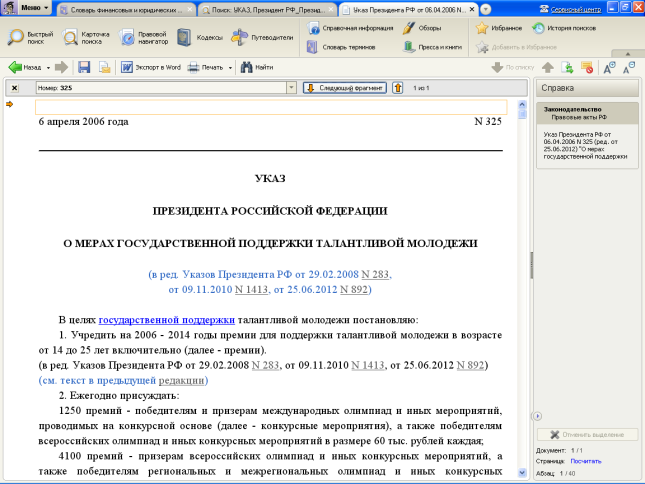 Меню
Словарь финансовых и юридических ...
Поиск: УКАЗ, Президент РФ_Презид...
Указ Президента РФ от 06.04.2006 N...
Сервисный центр
Быстрый поиск
Карточка поиска
Правовой навигатор
Кодексы
Путеводители
Справочная информация
Словарь терминов
Обзоры
Пресса и книги
Избранное
Добавить в Избранное
История поисков
Назад
Экспорт в Word
Печать
Найти
По списку
Номер: 325
Следующий фрагмент
1 из 1
Справка
6 апреля 2006 года N 325
УКАЗ
ПРЕЗИДЕНТА РОССИЙСКОЙ ФЕДЕРАЦИИ
О МЕРАХ ГОСУДАРСТВЕННОЙ ПОДДЕРЖКИ ТАЛАНТЛИВОЙ МОЛОДЕЖИ
(в ред. Указов Президента РФ от 29.02.2008 N 283,
от 09.11.2010 N 1413, от 25.06.2012 N 892)
В целях государственной поддержки талантливой молодежи постановляю:
1. Учредить на 2006 - 2014 годы премии для поддержки талантливой молодежи в возрасте
от 14 до 25 лет включительно (далее - премии).
(в ред. Указов Президента РФ от 29.02.2008 N 283, от 09.11.2010 N 1413, от 25.06.2012 N 892)
(см. текст в предыдущей редакции)
2. Ежегодно присуждать:
1250 премий - победителям и призерам международных олимпиад и иных мероприятий,
проводимых на конкурсной основе (далее - конкурсные мероприятия), а также победителям
всероссийских олимпиад и иных конкурсных мероприятий в размере 60 тыс. рублей каждая;
4100 премий - призерам всероссийских олимпиад и иных конкурсных мероприятий, а
также победителям региональных и межрегиональных олимпиад и иных конкурсных
Законодательство
Правовые акты РФ
Указ Президента РФ от
06.04.2006 N 325 (ред. от
25.06.2012) "О мерах
государственной поддержки
Отменить выделение
Документ: 1 / 1
Страница: Посчитать
Абзац: 1 / 40